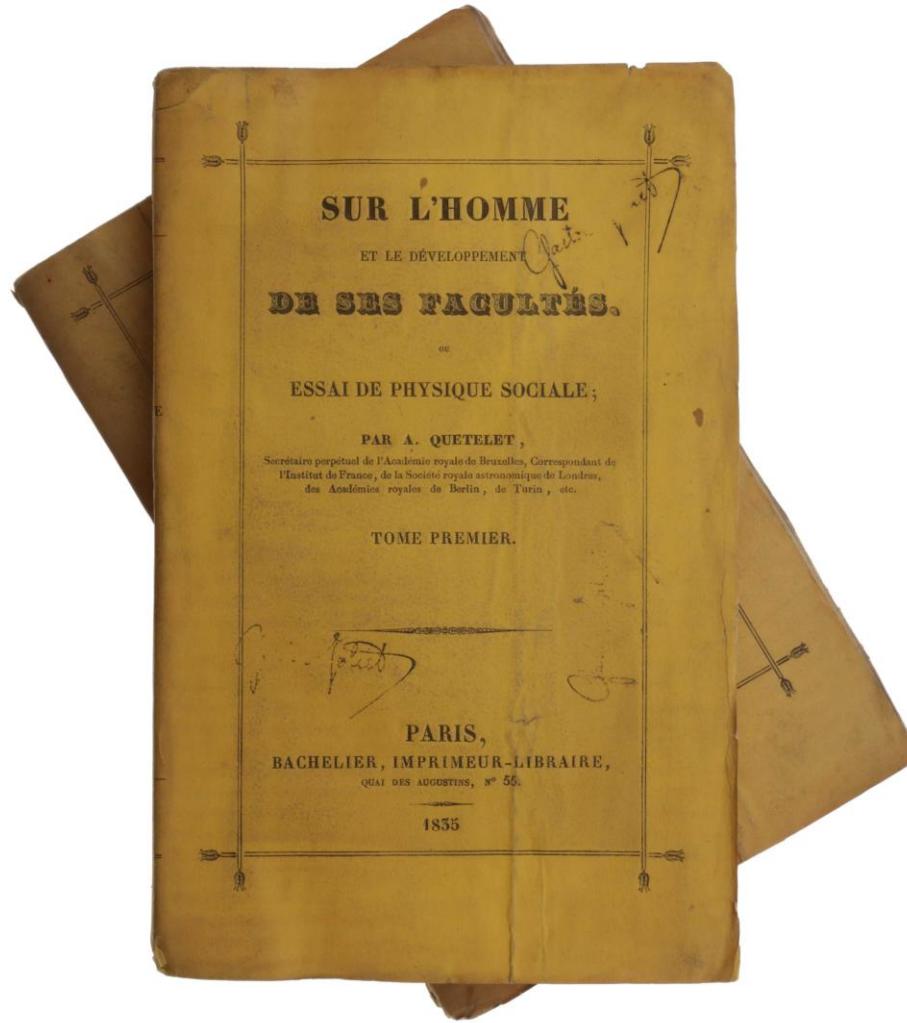 SUR L'HOMME
ET LE DÉVELOPPEMENT
DE SES FACULTÉS,
OU
ESSAI DE PHYSIQUE SOCIALE;
PAR A. QUETELET,
Secrétaire perpétuel de l'Académie royale de Bruxelles, Correspondant de
l'Institut de France, de la Société royale astronomique de Londres,
des Académies royales de Berlin, de Turin, etc.
TOME PREMIER.
PARIS,
BACHELIER, IMPRIMEUR-LIBRAIRE,
QUAI DES AUGUSTINS, Nº 55.
1835